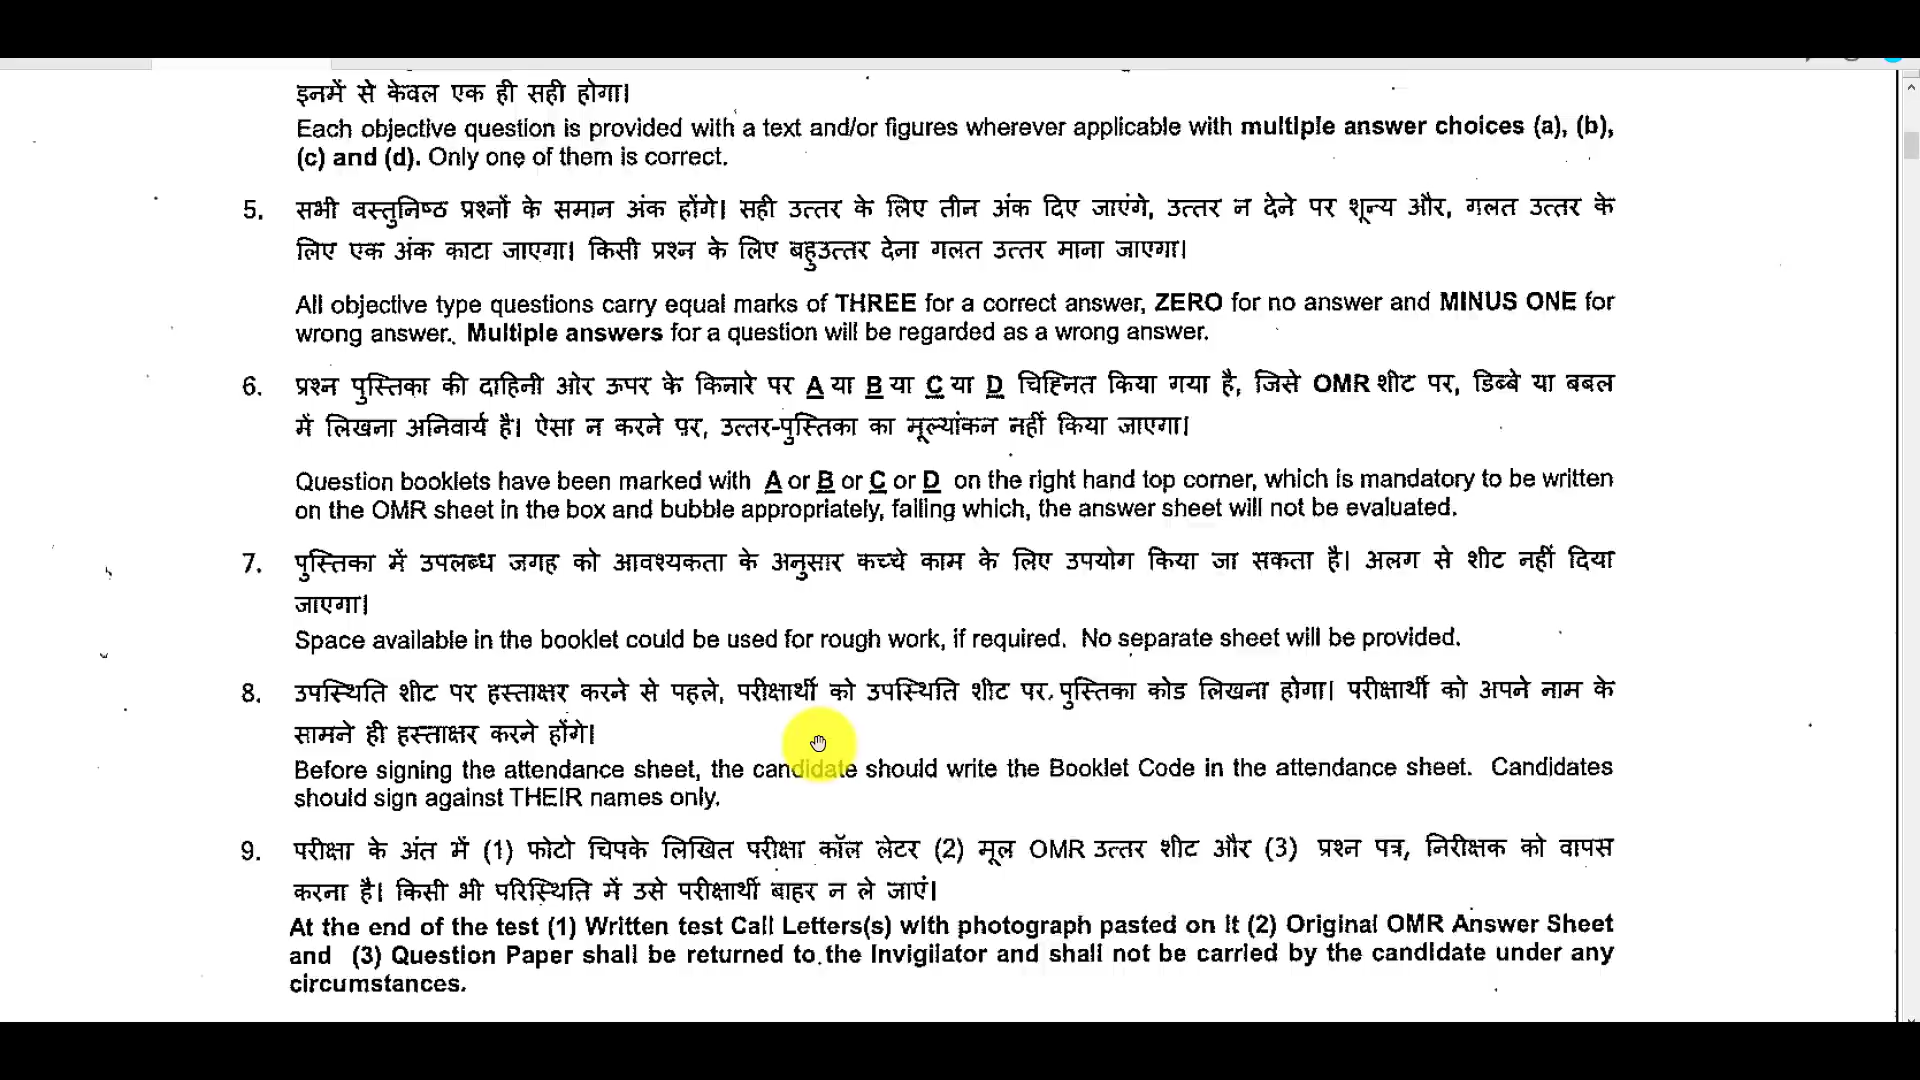 इनमें से केवल एक ही सही होगा।
Each objective question is provided with a text and/or figures wherever applicable with multiple answer choices (a), (b),
(c) and (d). Only one of them is correct.
5. सभी वस्तुनिष्ठ प्रश्नों के समान अंक होंगे। सही उत्तर के लिए तीन अंक दिए जाएंगे, उत्तर न देने पर शून्य और, गलत उत्तर के
लिए एक अंक काटा जाएगा। किसी प्रश्न के लिए बहुउत्तर देना गलत उत्तर माना जाएगा।
All objective type questions carry equal marks of THREE for a correct answer, ZERO for no answer and MINUS ONE for
wrong answer. Multiple answers for a question will be regarded as a wrong answer.
6. प्रश्न पुस्तिका की दाहिनी ओर ऊपर के किनारे पर A या B या C या D चिह्नित किया गया है, जिसे OMR शीट पर, डिब्बे या बबल
में लिखना अनिवार्य है। ऐसा न करने पर, उत्तर-पुस्तिका का मूल्यांकन नहीं किया जाएगा।
Question booklets have been marked with A or B or C or D on the right hand top corner, which is mandatory to be written
on the OMR sheet in the box and bubble appropriately, failing which, the answer sheet will not be evaluated.
7. पुस्तिका में उपलब्ध जगह को आवश्यकता के अनुसार कच्चे काम के लिए उपयोग किया जा सकता है। अलग से शीट नहीं दिया
जाएगा।
Space available in the booklet could be used for rough work, if required. No separate sheet will be provided.
8. उपस्थिति शीट पर हस्ताक्षर करने से पहले, परीक्षार्थी को उपस्थिति शीट पर पुस्तिका कोड लिखना होगा। परीक्षार्थी को अपने नाम के
सामने ही हस्ताक्षर करने होंगे।
Before signing the attendance sheet, the candidate should write the Booklet Code in the attendance sheet. Candidates
should sign against THEIR names only.
9. परीक्षा के अंत में (1) फोटो चिपके लिखित परीक्षा कॉल लेटर (2) मूल OMR उत्तर शीट और (3) प्रश्न पत्र, निरीक्षक को वापस
करना है। किसी भी परिस्थिति में उसे परीक्षार्थी बाहर न ले जाएं।
At the end of the test (1) Written test Call Letters(s) with photograph pasted on it (2) Original OMR Answer Sheet
and (3) Question Paper shall be returned to the Invigilator and shall not be carried by the candidate under any
circumstances.